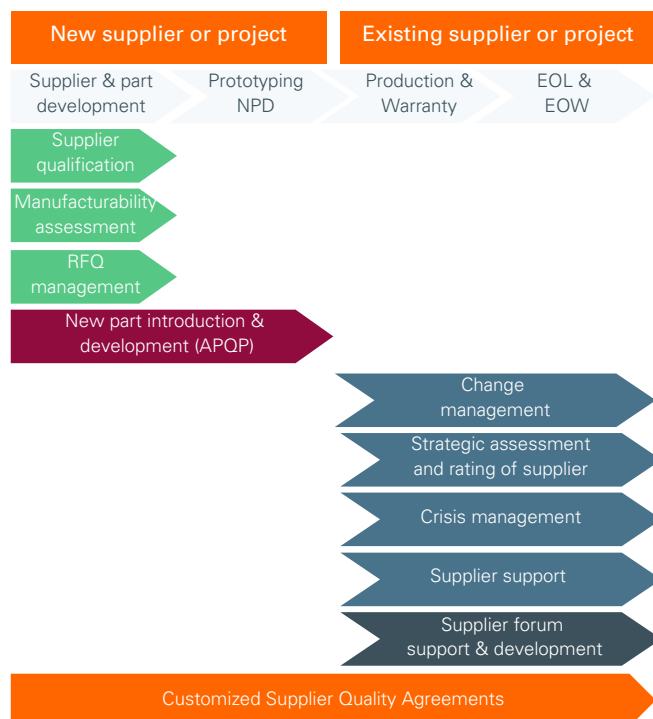 New supplier or project
Existing supplier or project
Supplier & part
development
Prototyping
NPD
Production &
Warranty
EOL &
EOW
Supplier
qualification
Manufacturability
assessment
RFQ
management
New part introduction &
development (APQP)
Change
management
Strategic assessment
and rating of supplier
Crisis management
Supplier support
Supplier forum
support & development
Customized Supplier Quality Agreements